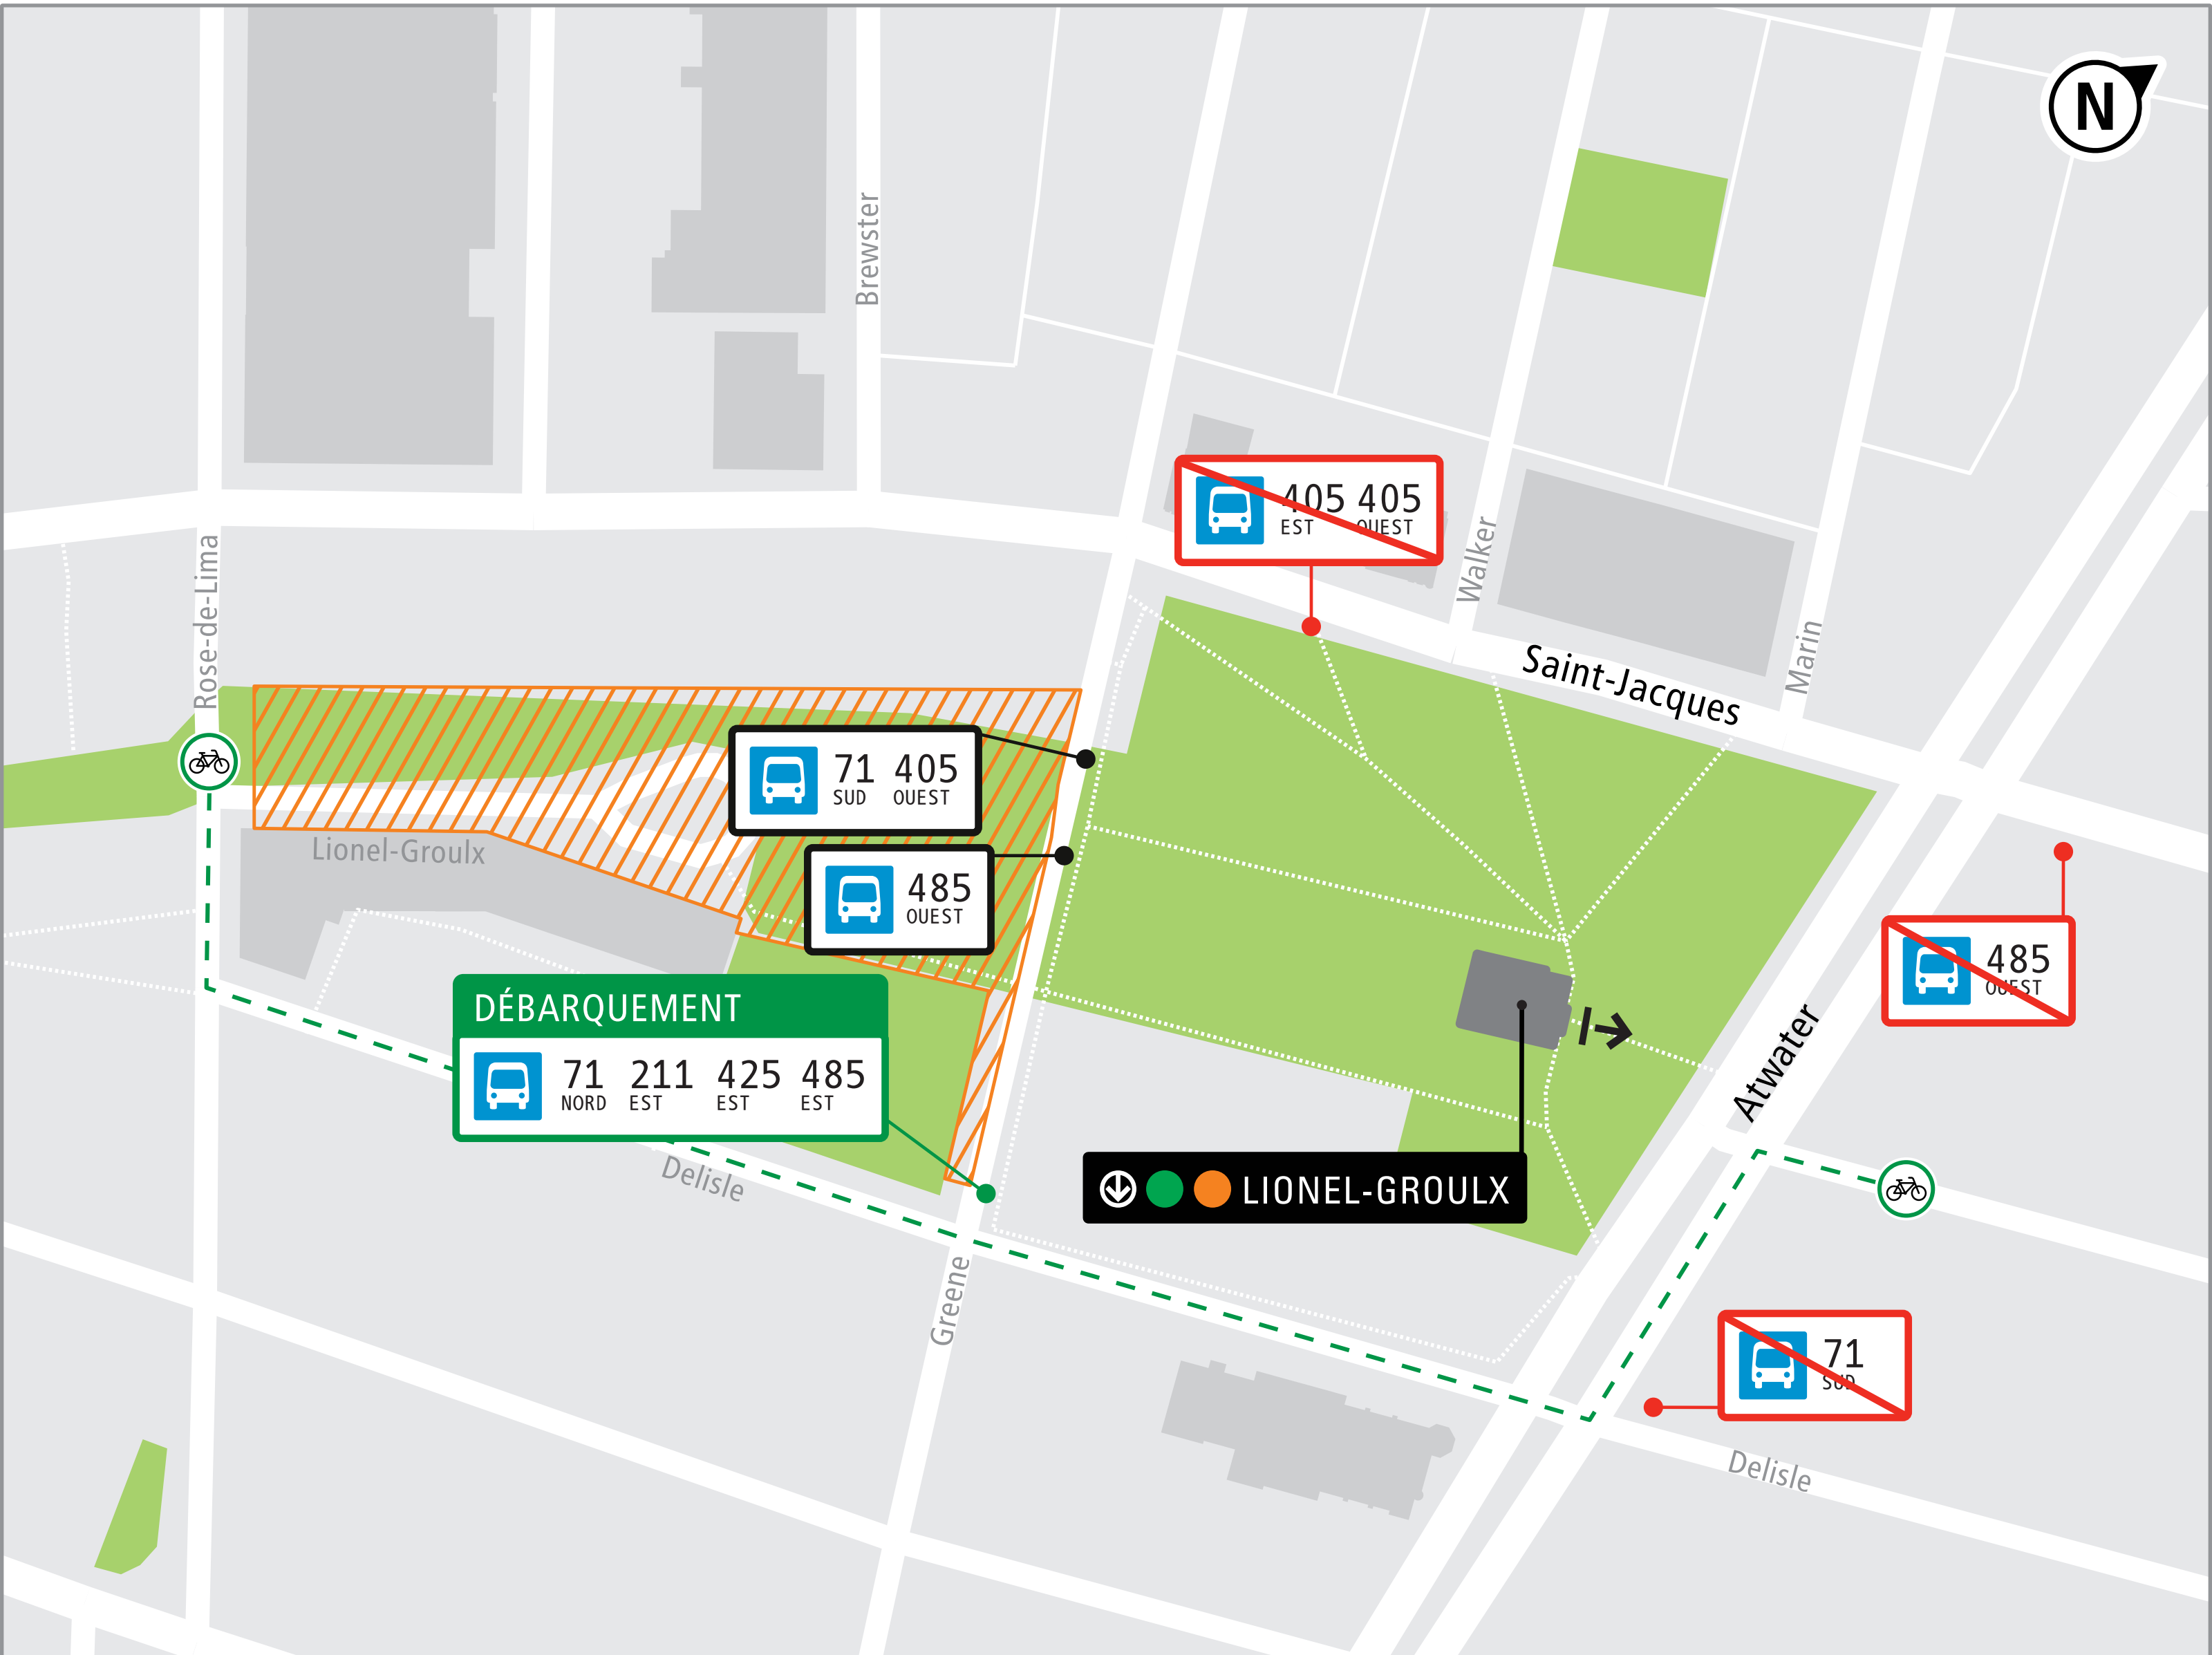 N
Brewster
405 405
EST OUEST
Walker
Rose-de-Lima
Marin
Saint-Jacques
71 405
SUD OUEST
Lionel-Groulx
485
OUEST
485
OUEST
DÉBARQUEMENT
71 211 425 485
NORD EST EST EST
Atwater
Delisle
LIONEL-GROULX
Greene
71
SUD
Delisle